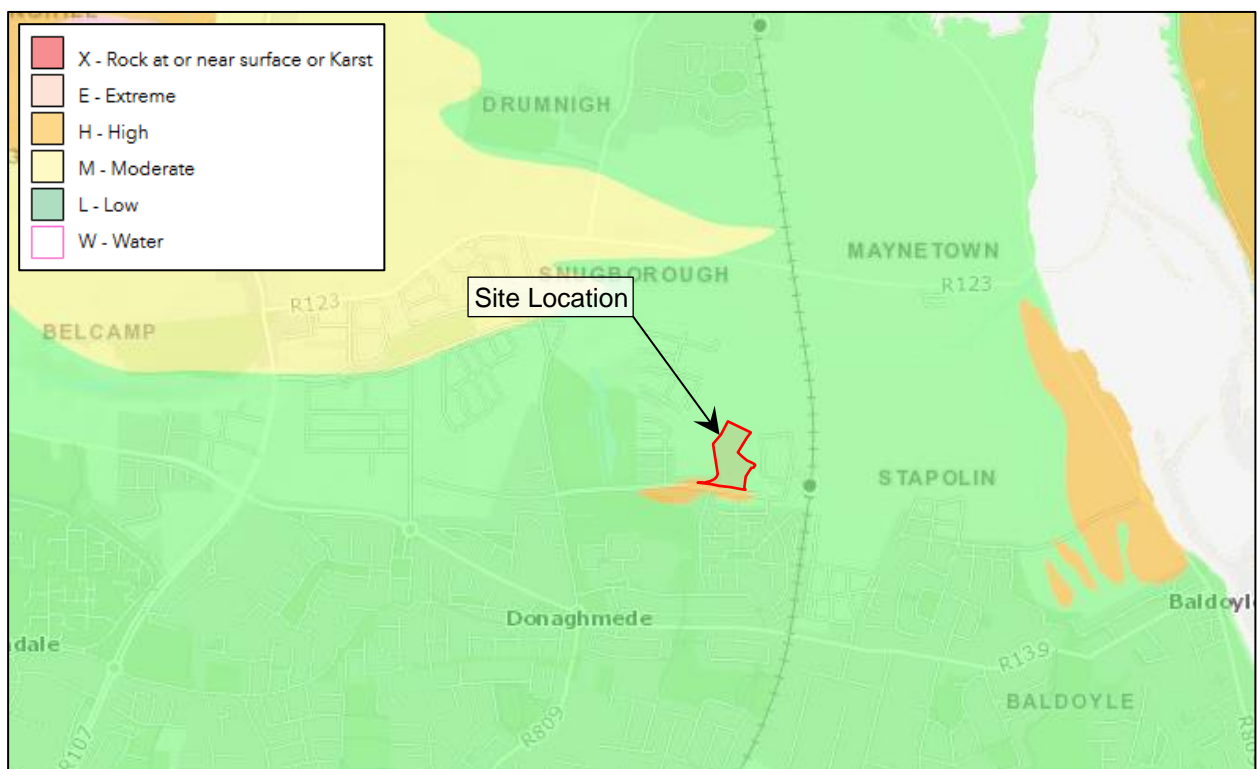 X - Rock at or near surface or Karst
E - Extreme
H - High
M - Moderate
L - Low
W - Water
DRUMNIGH
MAYNETOWN
SNUGBOROUGH
R123
Site Location
R123
BELCAMP
STAPOLIN
Donaghmede
Baldoyle
R139
BALDOYLE
R809
R107